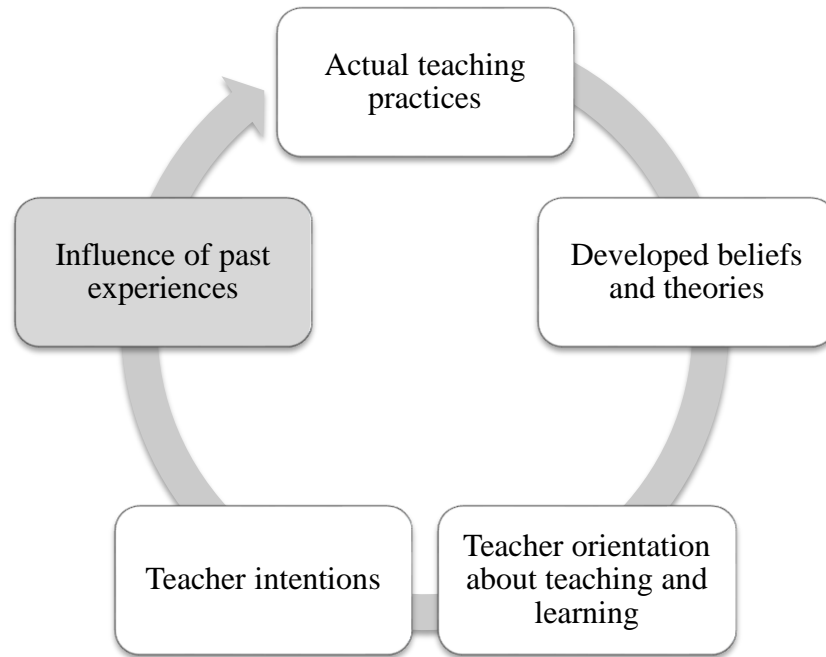 Actual teaching
practices
Influence of past
experiences
Developed beliefs
and theories
Teacher intentions
Teacher orientation
about teaching and
learning